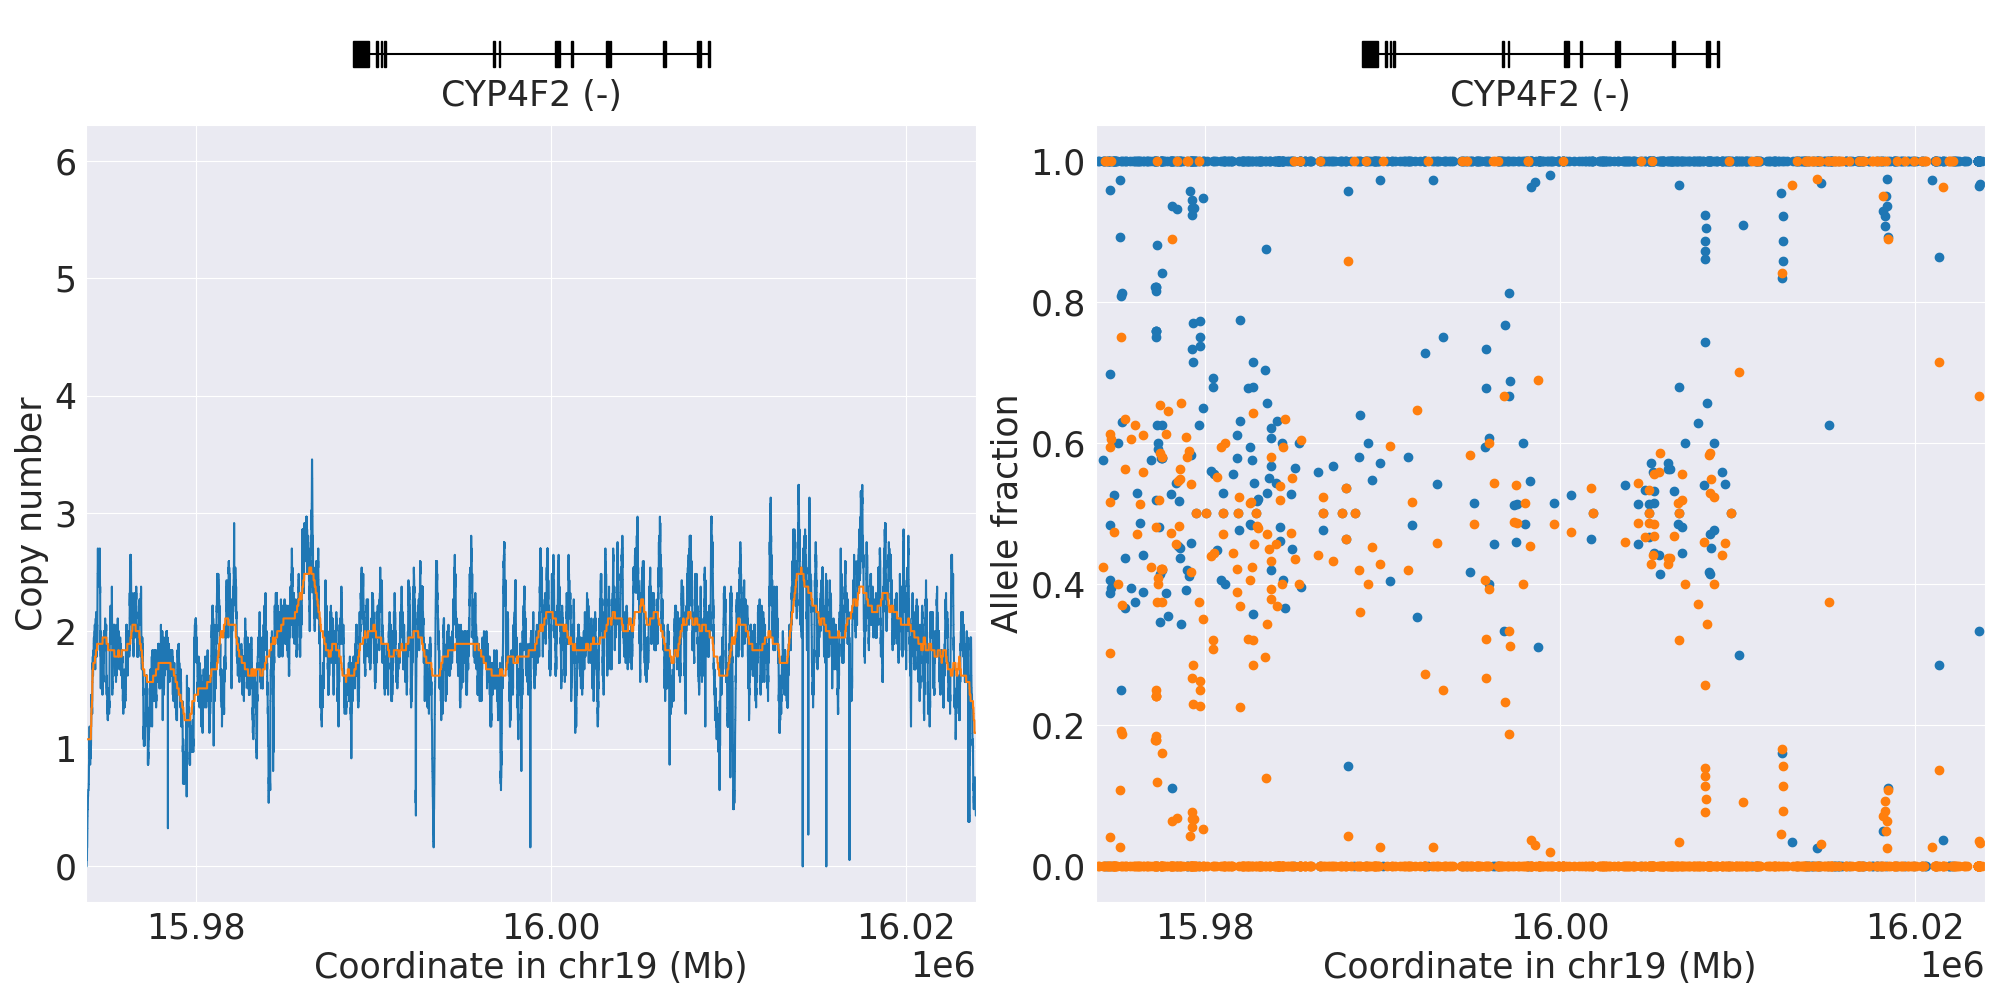 CYP4F2 (-)
Copy number
6
5
4
3
2
1
0
15.98
16.00
16.02
Coordinate in chr19 (Mb)
1e6
CYP4F2 (-)
Allele fraction
1.0
0.8
0.6
0.4
0.2
0.0
15.98
16.00
16.02
Coordinate in chr19 (Mb)
1e6